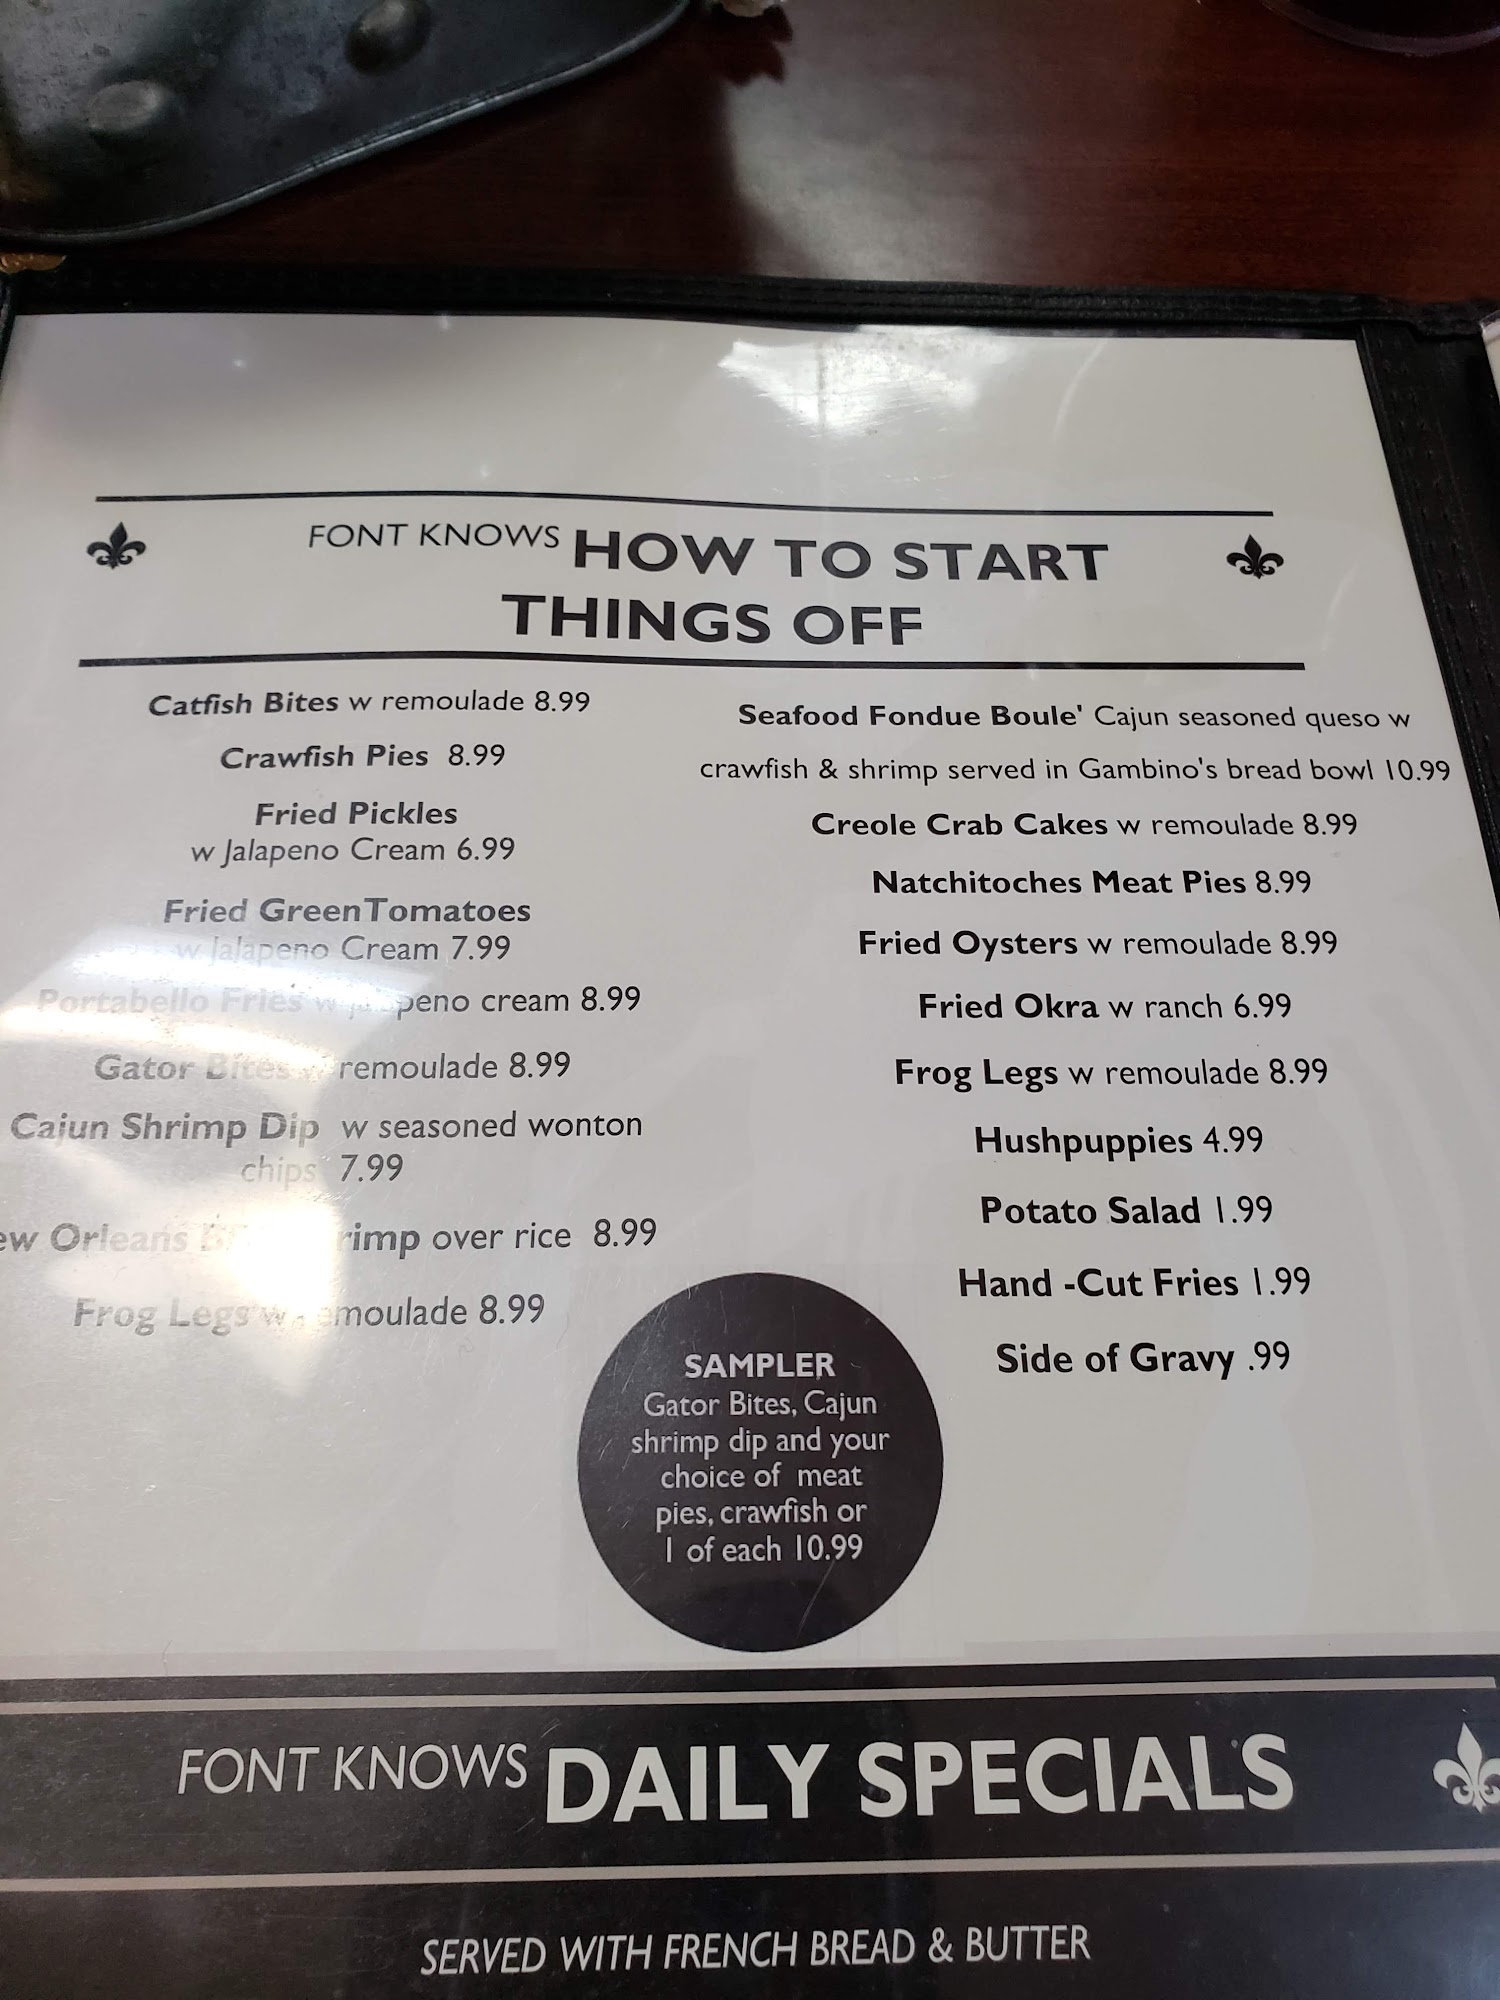 FONT KNOWS HOW TO START
THINGS OFF
Catfish Bites w remoulade 8.99
Crawfish Pies 8.99
Fried Pickles
w Jalapeno Cream 6.99
Fried GreenTomatoes
w Jalapeno Cream 7.99
Portabello Fries w jalapeno cream 8.99
Gator Bites w remoulade 8.99
Cajun Shrimp Dip w seasoned wonton
chips 7.99
Orleans over rice 8.99
Frog Legs w remoulade 8.99
Seafood Fondue Boule' Cajun seasoned queso w
crawfish & shrimp served in Gambino's bread bowl 10.99
Creole Crab Cakes w remoulade 8.99
Natchitoches Meat Pies 8.99
Fried Oysters w remoulade 8.99
Fried Okra w ranch 6.99
Frog Legs w remoulade 8.99
Hushpuppies 4.99
Potato Salad 1.99
Hand -Cut Fries 1.99
Side of Gravy .99
SAMPLER
Gator Bites, Cajun
shrimp dip and your
choice of meat
pies, crawfish or
1 of each 10.99
FONT KNOWS DAILY SPECIALS
SERVED WITH FRENCH BREAD & BUTTER